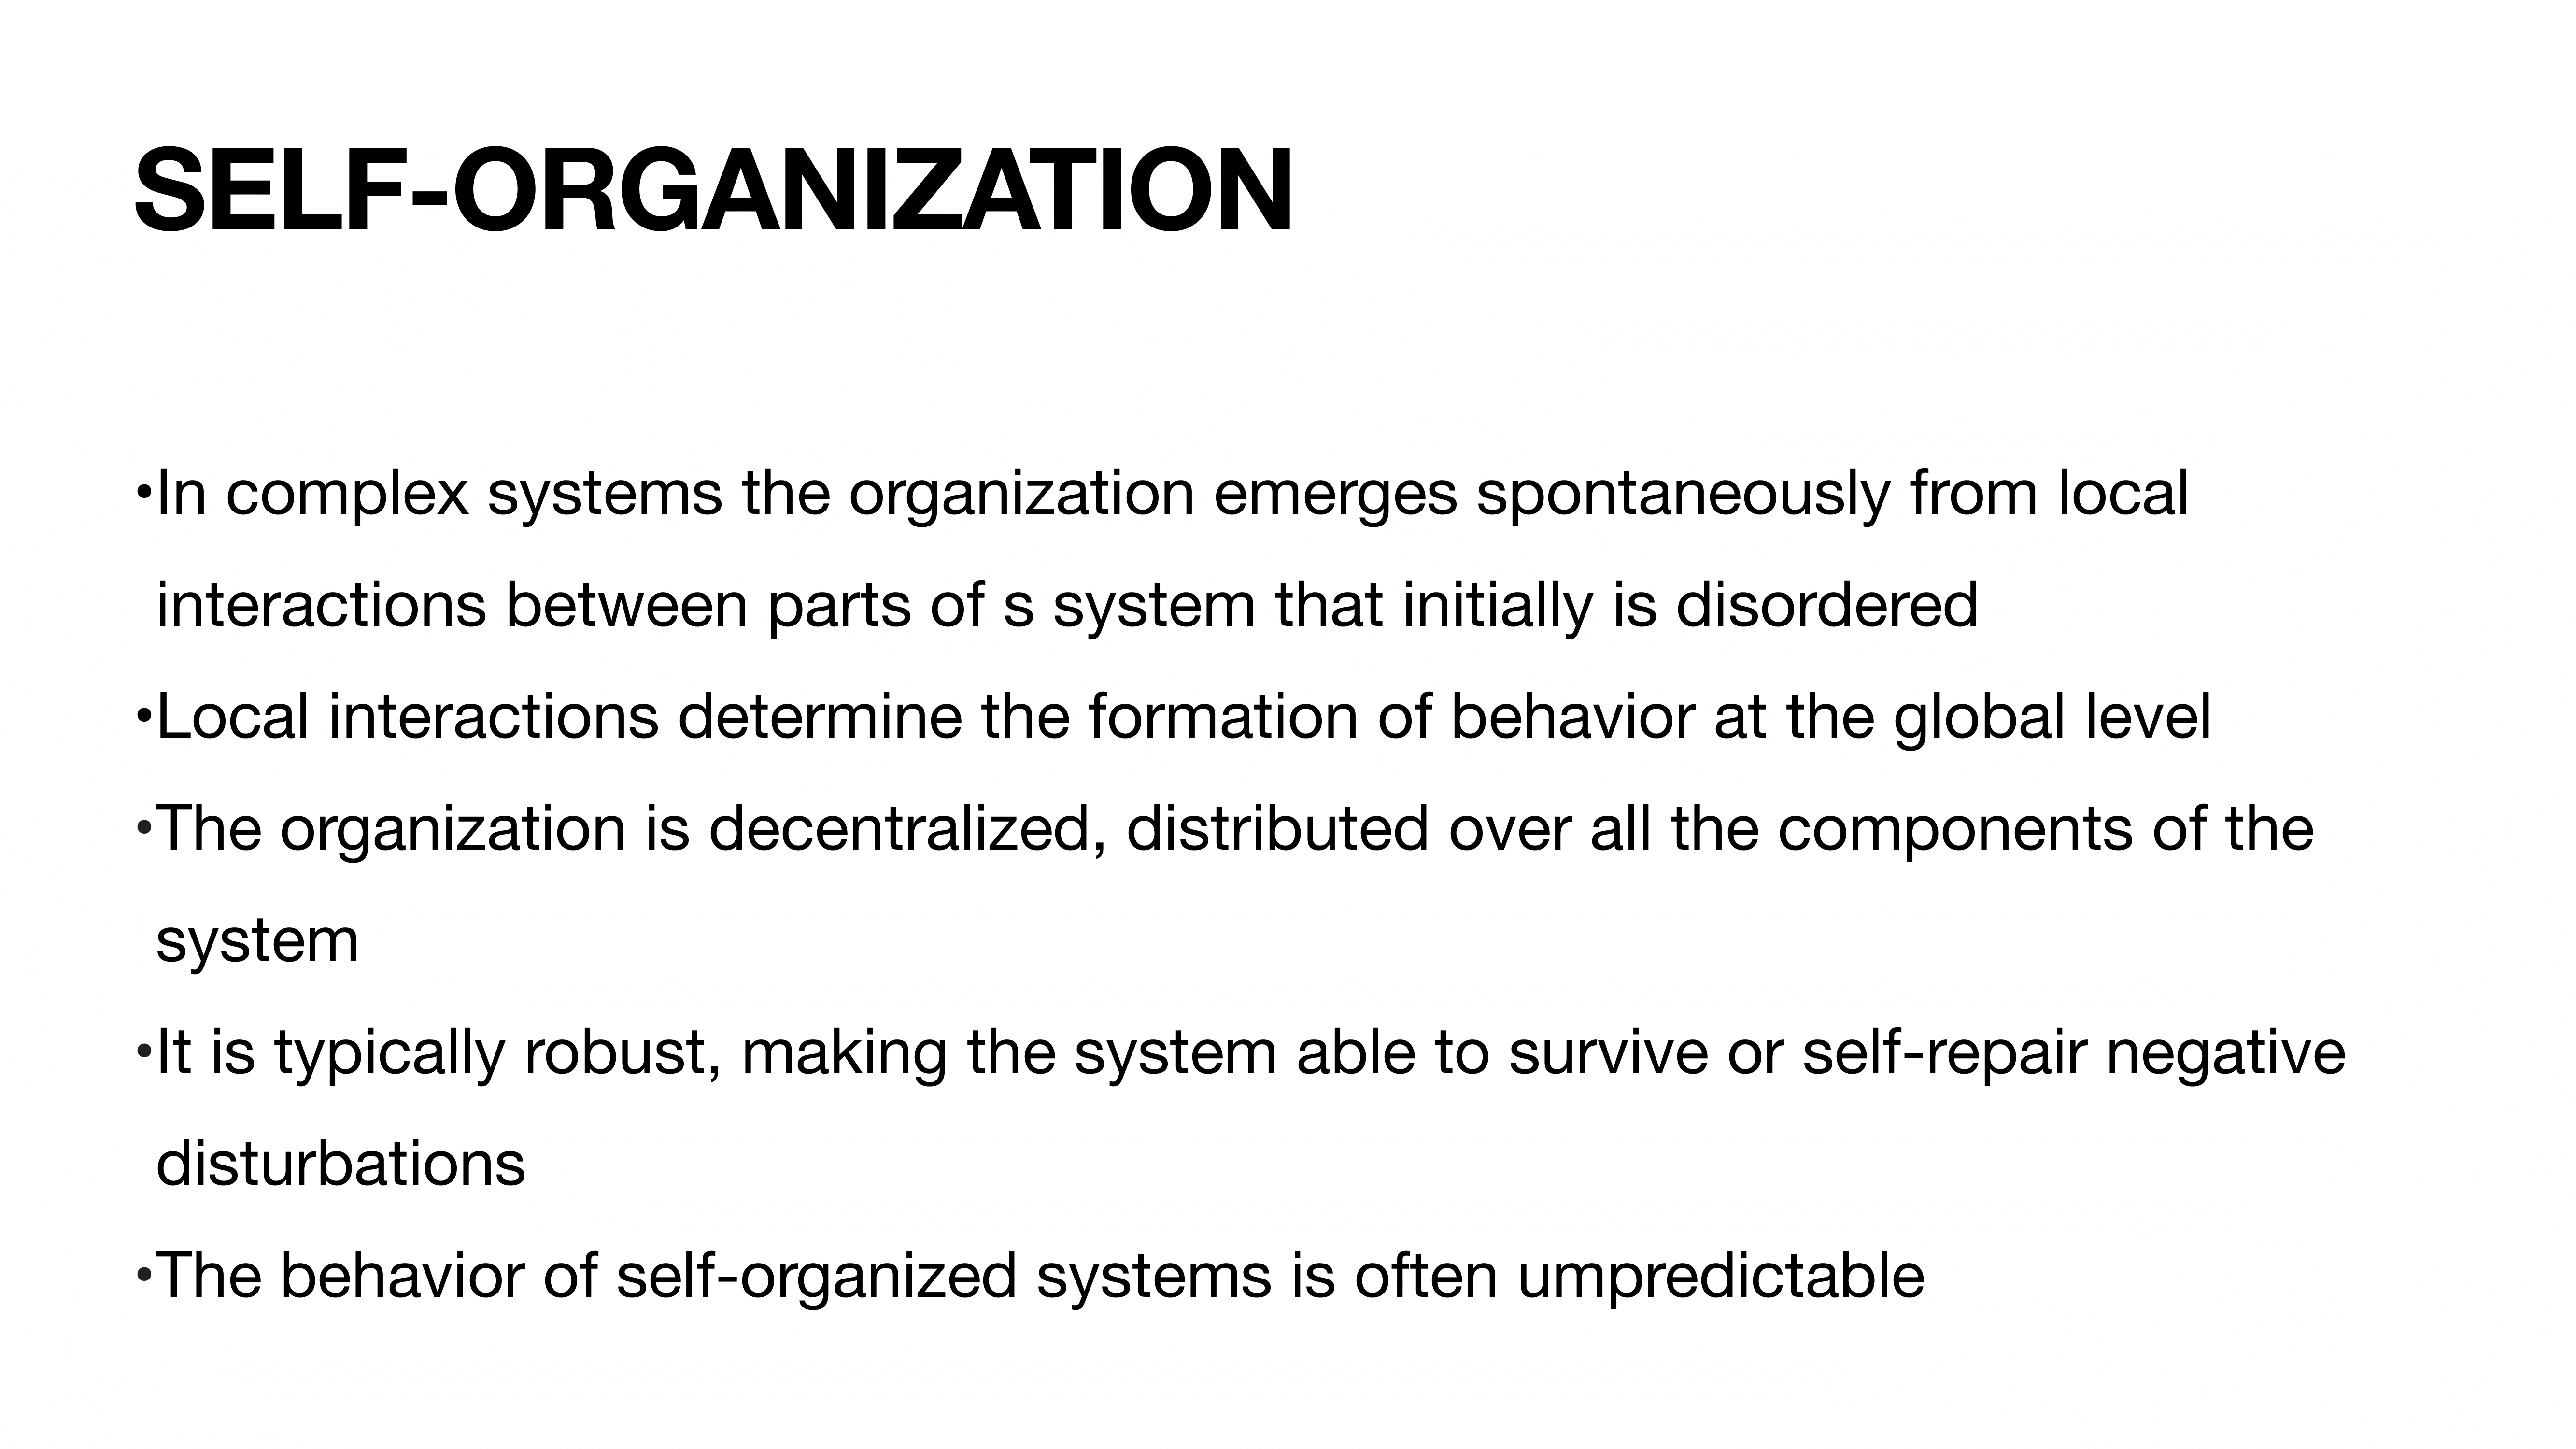 SELF-ORGANIZATION
•In complex systems the organization emerges spontaneously from local
interactions between parts of s system that initially is disordered
•Local interactions determine the formation of behavior at the global level
•The organization is decentralized, distributed over all the components of the
system
•It is typically robust, making the system able to survive or self-repair negative
disturbations
•The behavior of self-organized systems is often umpredictable